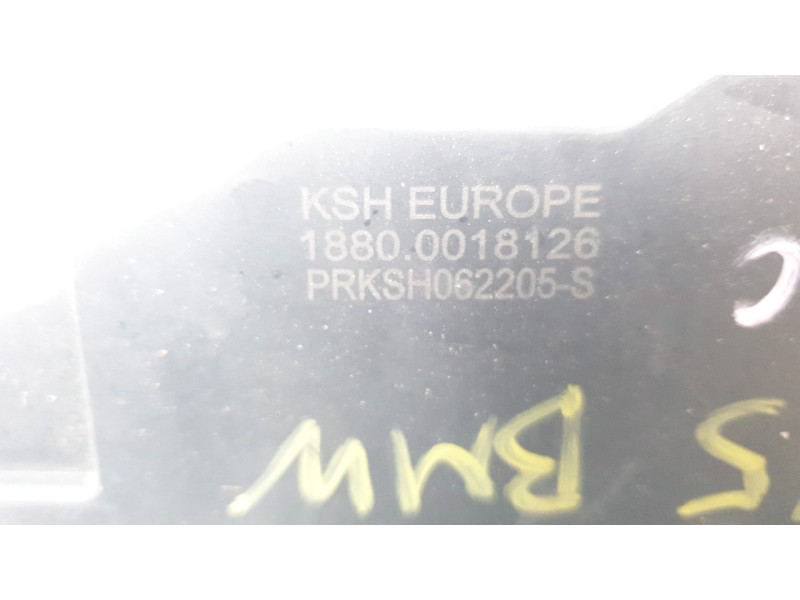 KSH EUROPE
1880.0018126
PRKSH062205-S
BMW